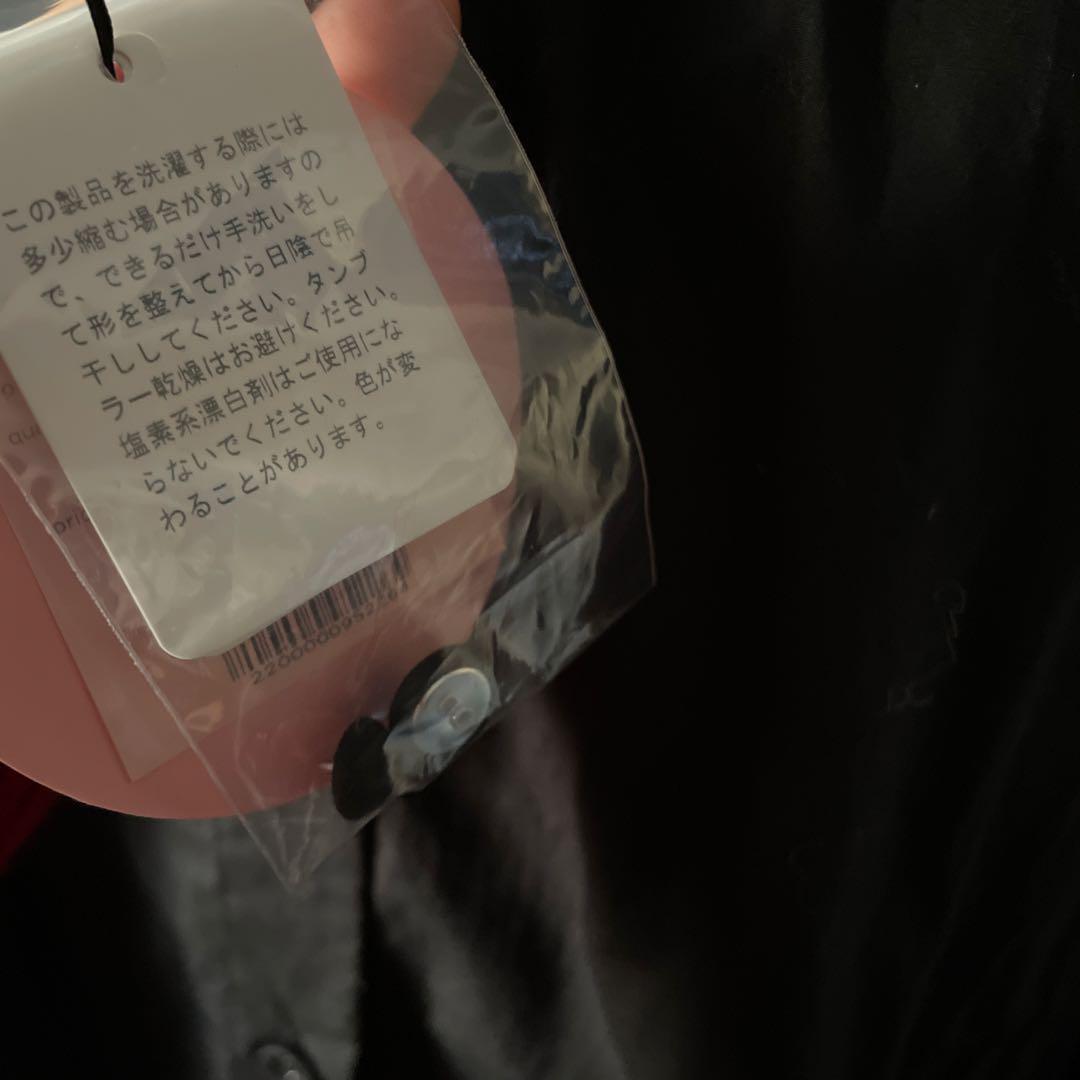 この製品を洗濯する際には
多少縮む場合がありますの
で、できるだけ手洗いをし
て形を整えてから日陰で吊
干ししてください。タンブ
ラー乾燥はお避けください。
塩素系漂白剤はご使用にな
らないでください。色が変
わることがあります。